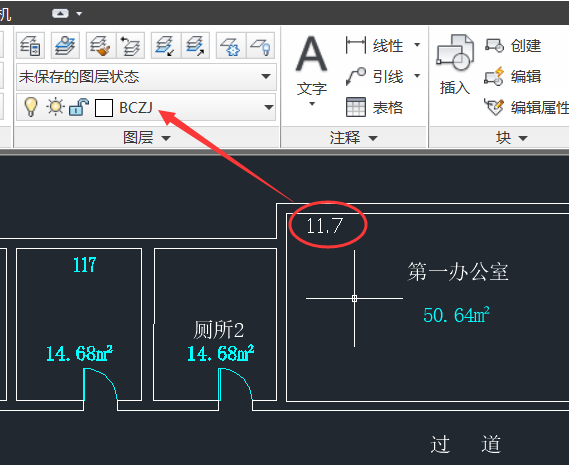 机
未保存的图层状态
BCZJ
图层
文字
线性
引线
表格
注释
插入
创建
编辑
编辑属性
块
11.7
117
第一办公室
50.64m²
厕所2
14.68m²
14.68m²
过 道